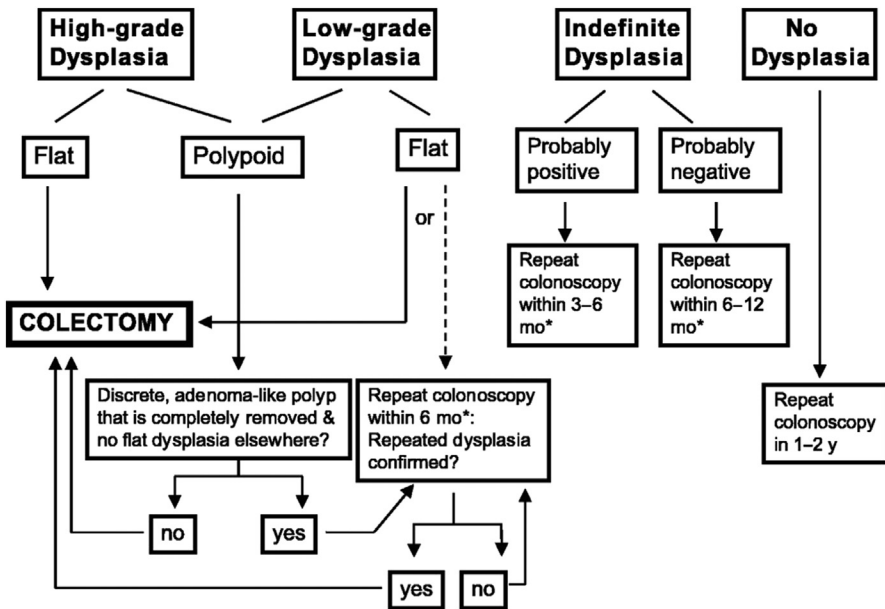 High-grade
Dysplasia
Low-grade
Dysplasia
Indefinite
Dysplasia
No
Dysplasia
Flat
Polypoid
Flat
Probably
positive
Probably
negative
or
Repeat
colonoscopy
within 3–6
mo*
Repeat
colonoscopy
within 6–12
mo*
COLECTOMY
Discrete, adenoma-like polyp
that is completely removed &
no flat dysplasia elsewhere?
Repeat colonoscopy
within 6 mo*:
Repeated dysplasia
confirmed?
Repeat
colonoscopy
in 1–2 y
no
yes
yes
no